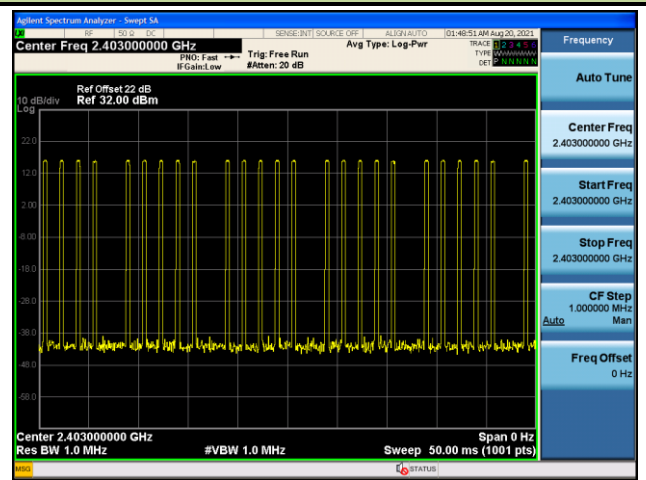 Agilent Spectrum Analyzer - Swept SA
RF 50 Ω DC SENSE:INT SOURCE OFF ALIGN AUTO 01:48:51 AM Aug 20, 2021
Center Freq 2.403000000 GHz
PNO: Fast
IFGain:Low
Trig: Free Run
#Atten: 20 dB
Avg Type: Log-Pwr
TRACE 1 2 3 4 5 6
TYPE WWWWWW
DET P N N N N N
Ref Offset 22 dB
10 dB/div Ref 32.00 dBm
Log
22.0
12.0
2.00
-8.00
-18.0
-28.0
-38.0
-48.0
-58.0
Center 2.403000000 GHz Span 0 Hz
Res BW 1.0 MHz #VBW 1.0 MHz Sweep 50.00 ms (1001 pts)
MSG STATUS
Frequency
Auto Tune
Center Freq
2.403000000 GHz
Start Freq
2.403000000 GHz
Stop Freq
2.403000000 GHz
CF Step
1.000000 MHz
Auto Man
Freq Offset
0 Hz